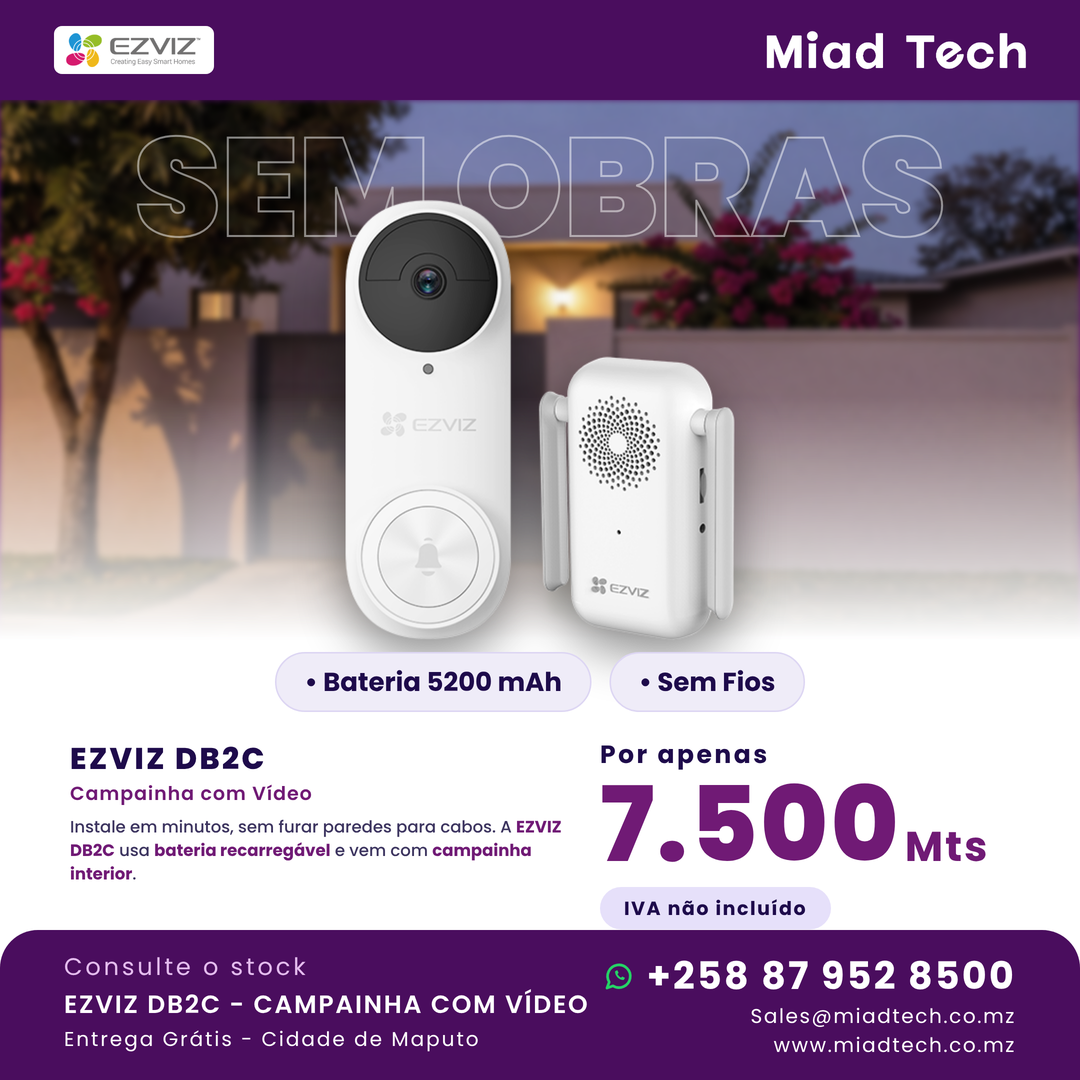 EZVIZ™
Creating Easy Smart Homes
Miad Tech
SEM OBRAS
EZVIZ
EZVIZ
• Bateria 5200 mAh
• Sem Fios
EZVIZ DB2C
Campainha com Vídeo
Instale em minutos, sem furar paredes para cabos. A EZVIZ
DB2C usa bateria recarregável e vem com campainha
interior.
Por apenas
7.500 Mts
IVA não incluído
Consulte o stock
EZVIZ DB2C - CAMPAINHA COM VÍDEO
Entrega Grátis - Cidade de Maputo
+258 87 952 8500
Sales@miadtech.co.mz
www.miadtech.co.mz